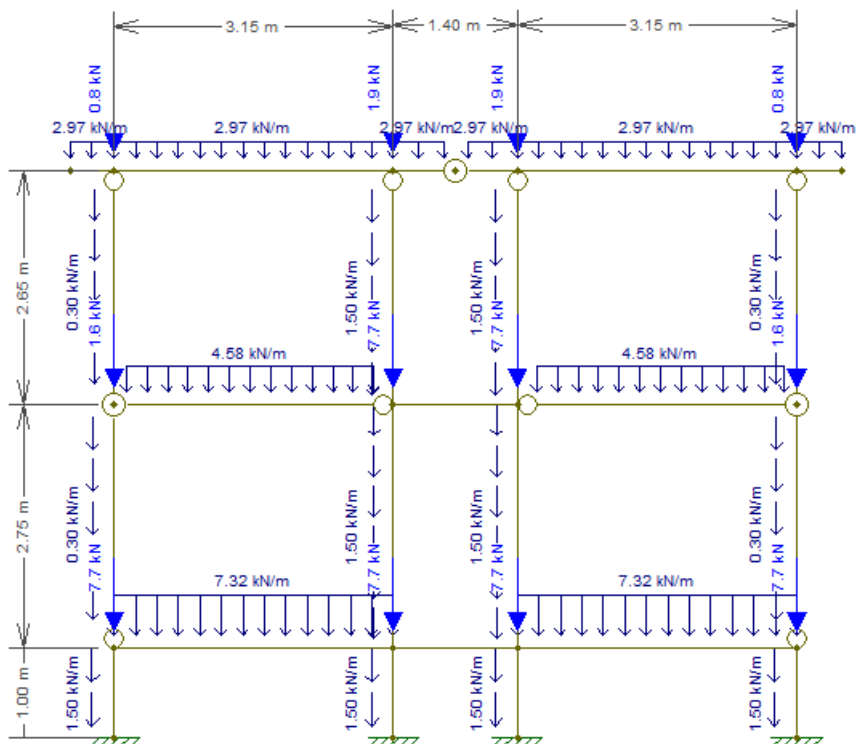 3.15 m
1.40 m
3.15 m
0.8 kN
1.9 kN
1.9 kN
0.8 kN
2.97 kN/m
2.97 kN/m
2.97 kN/m
2.97 kN/m
2.97 kN/m
2.97 kN/m
2.65 m
0.30 kN/m
1.6 kN
1.50 kN/m
7.7 kN
1.50 kN/m
7.7 kN
0.30 kN/m
1.6 kN
4.58 kN/m
4.58 kN/m
2.75 m
0.30 kN/m
7.7 kN
1.50 kN/m
7.7 kN
1.50 kN/m
7.7 kN
0.30 kN/m
7.7 kN
7.32 kN/m
7.32 kN/m
1.00 m
1.50 kN/m
1.50 kN/m
1.50 kN/m
1.50 kN/m